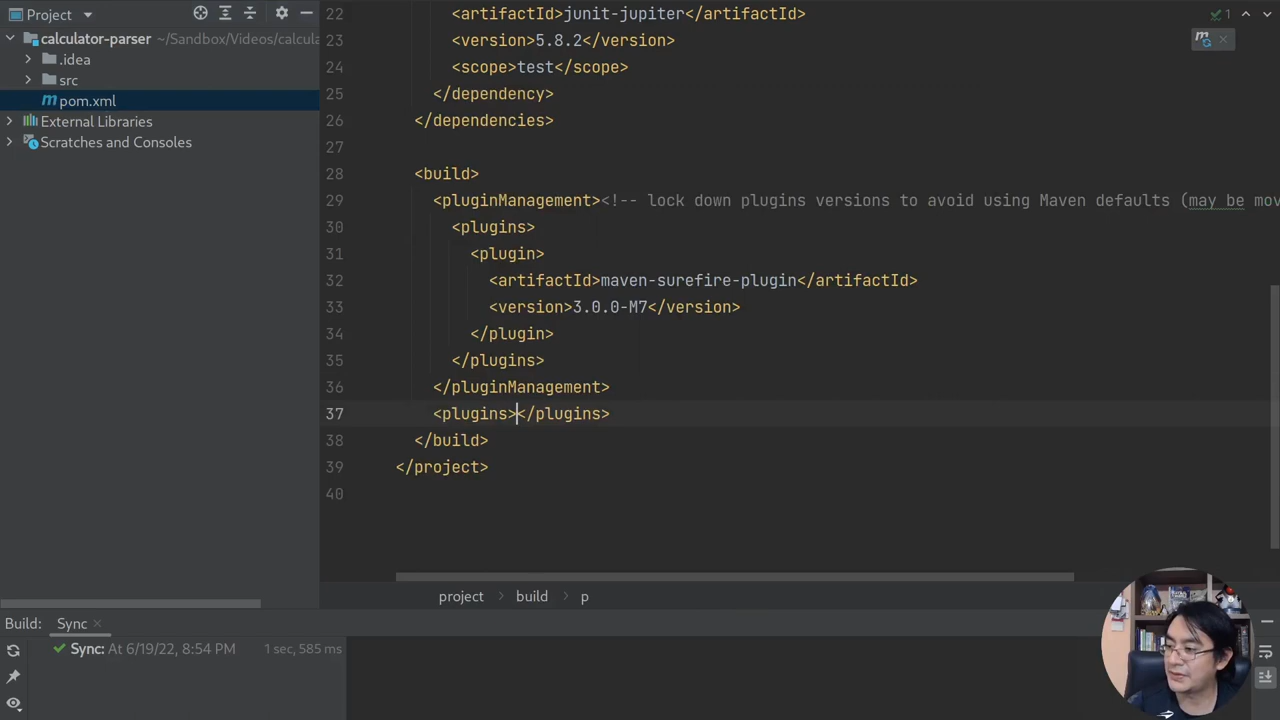 Project
calculator-parser ~/Sandbox/Videos/calcula
.idea
src
pom.xml
External Libraries
Scratches and Consoles
22 <artifactId>junit-jupiter</artifactId>
23 <version>5.8.2</version>
24 <scope>test</scope>
25 </dependency>
26 </dependencies>
27
28 <build>
29 <pluginManagement><!-- lock down plugins versions to avoid using Maven defaults (may be mov
30 <plugins>
31 <plugin>
32 <artifactId>maven-surefire-plugin</artifactId>
33 <version>3.0.0-M7</version>
34 </plugin>
35 </plugins>
36 </pluginManagement>
37 <plugins></plugins>
38 </build>
39 </project>
40
1
project > build > p
Build: Sync
Sync: At 6/19/22, 8:54 PM 1 sec, 585 ms